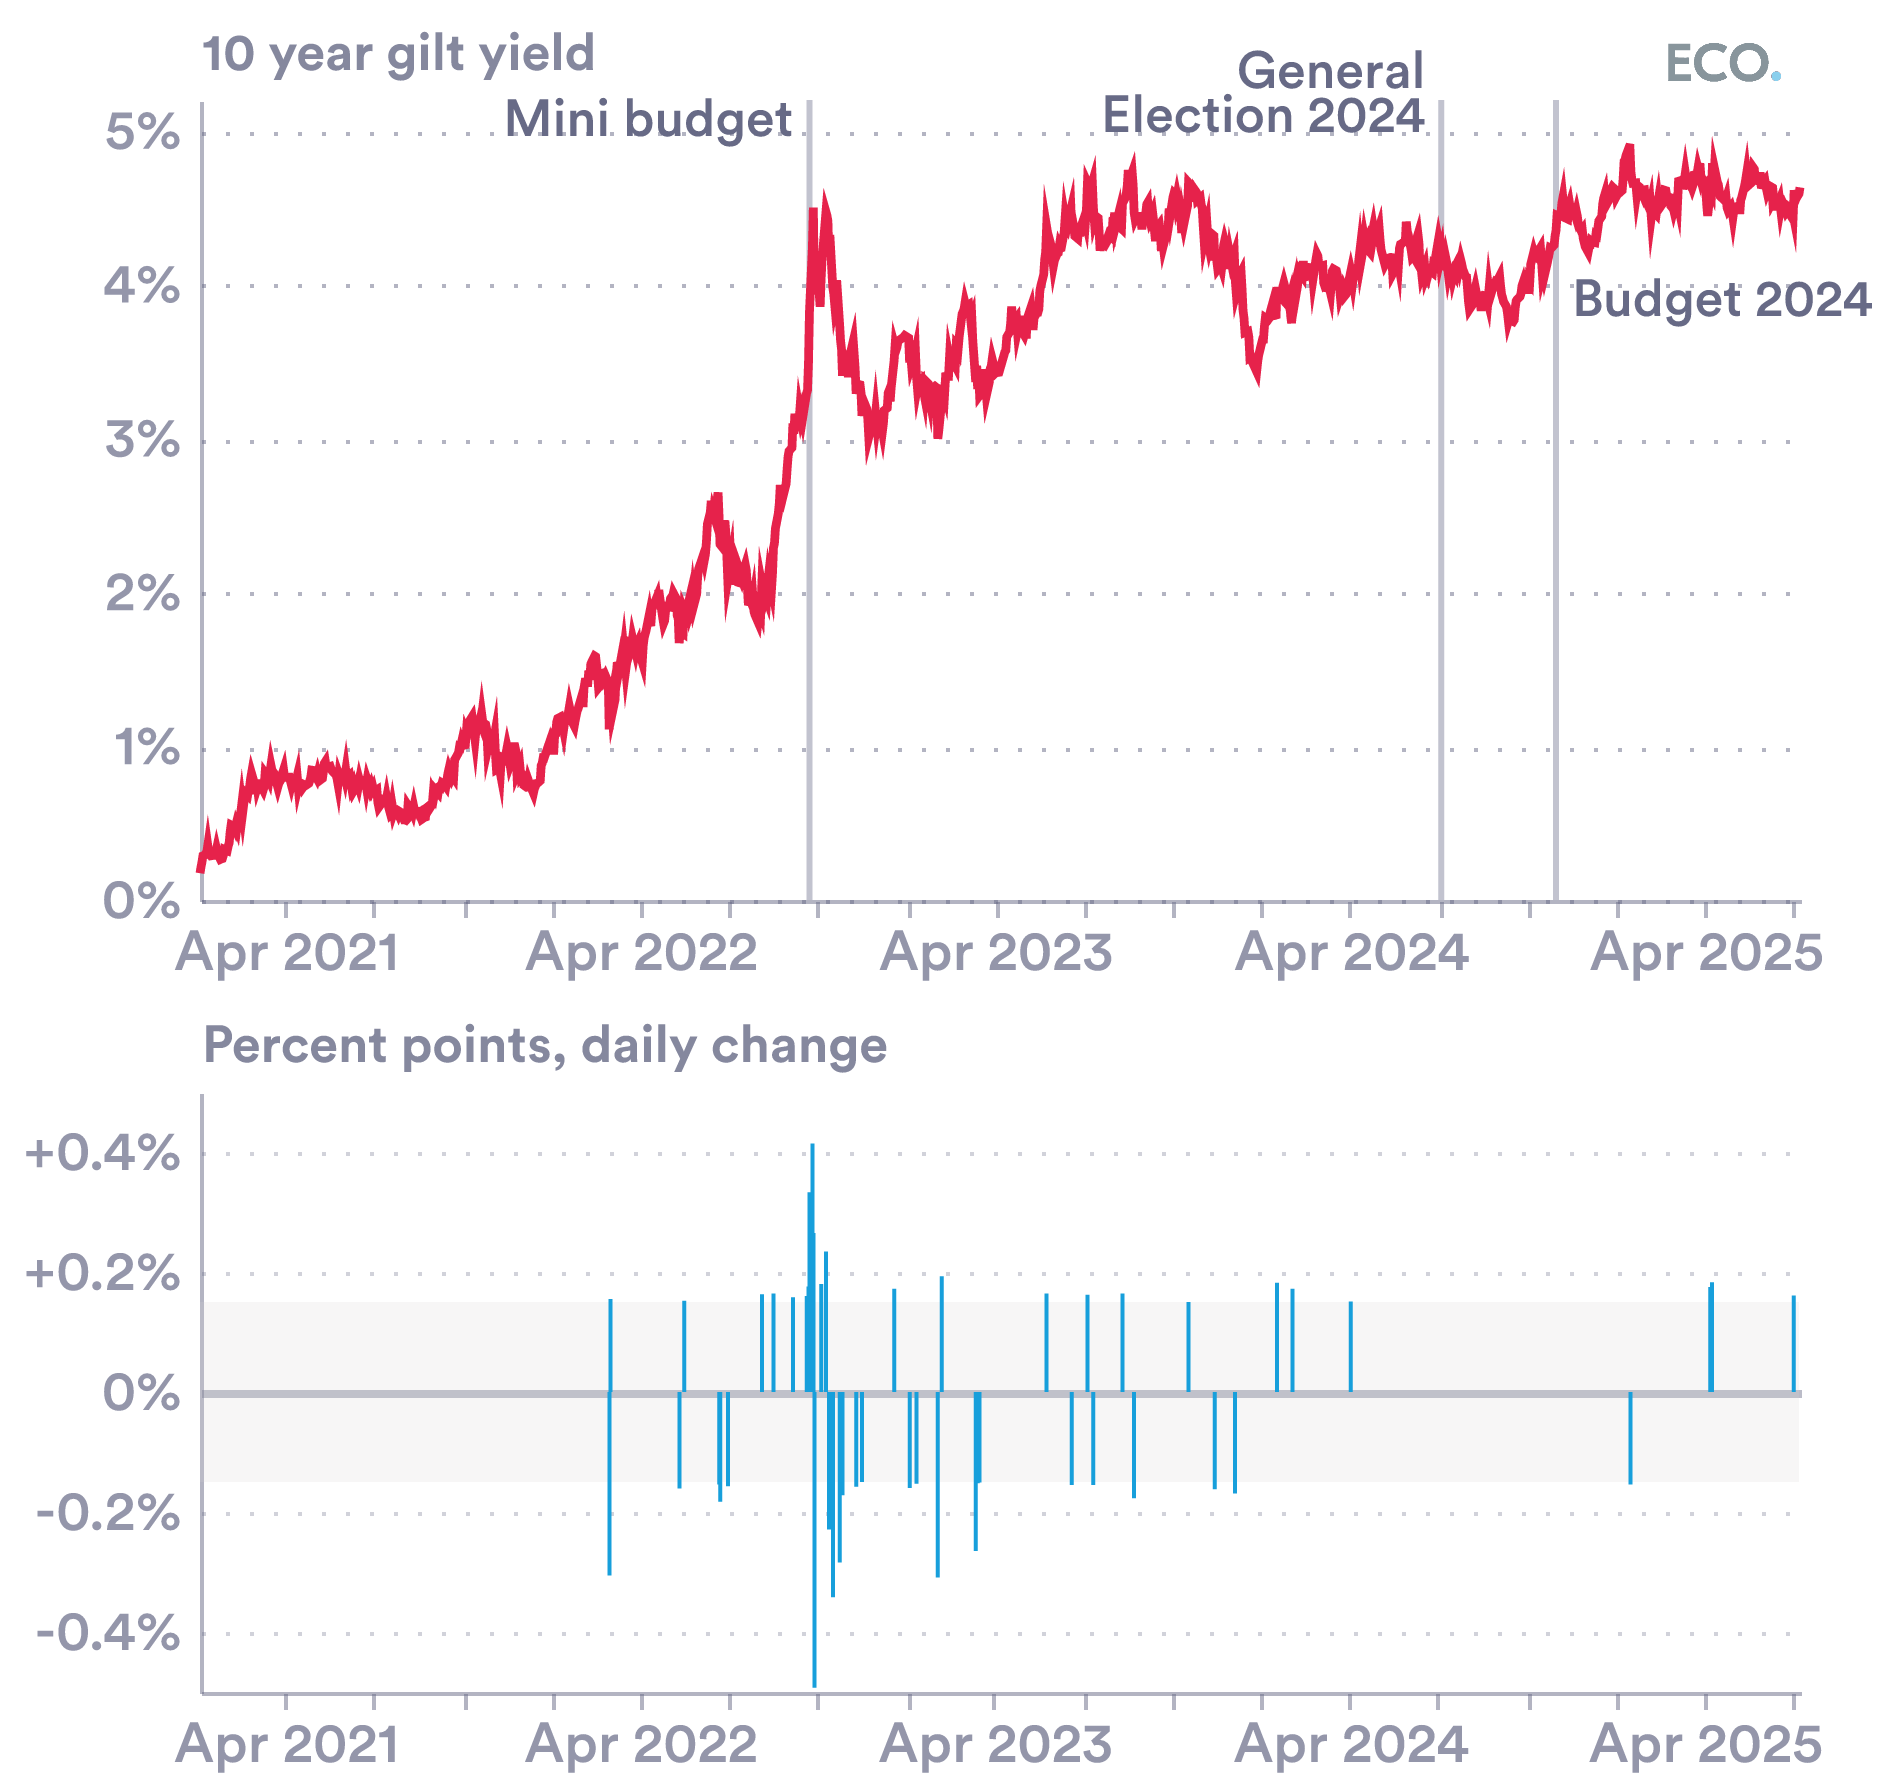 10 year gilt yield
General
Election 2024
ECO.
Mini budget
5%
4%
Budget 2024
3%
2%
1%
0%
Apr 2021 Apr 2022 Apr 2023 Apr 2024 Apr 2025
Percent points, daily change
+0.4%
+0.2%
0%
-0.2%
-0.4%
Apr 2021 Apr 2022 Apr 2023 Apr 2024 Apr 2025